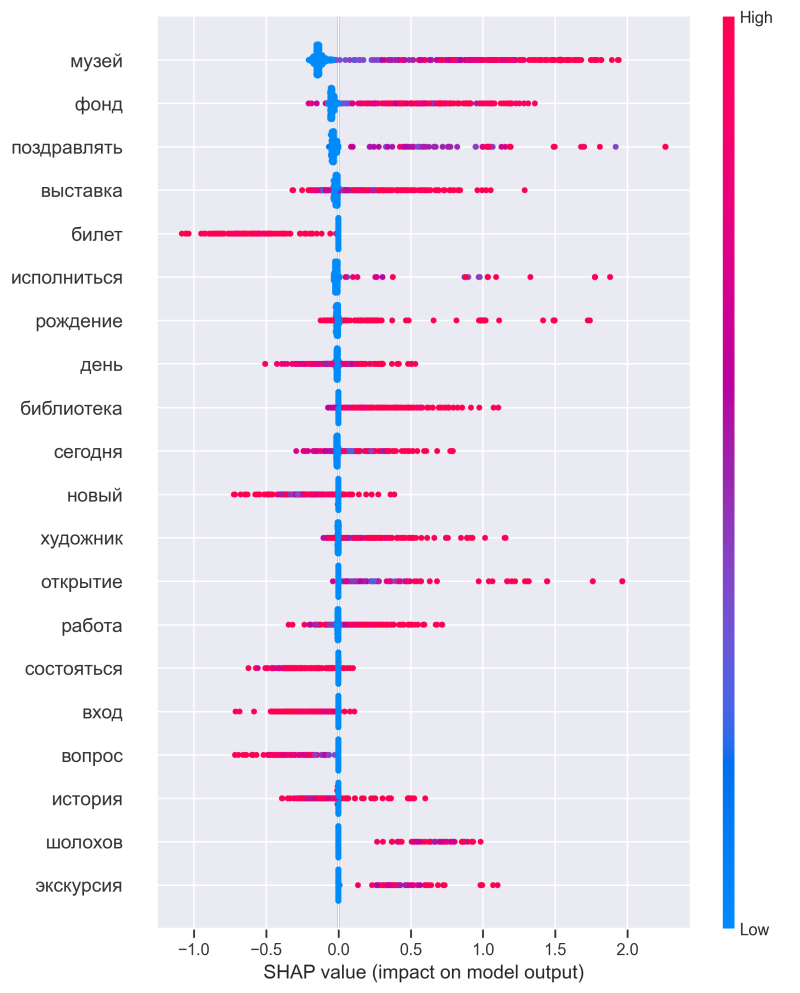 High
музей
фонд
поздравлять
выставка
билет
исполниться
рождение
день
библиотека
сегодня
новый
художник
открытие
работа
состояться
вход
вопрос
история
шолохов
экскурсия
Low
−1.0 −0.5 0.0 0.5 1.0 1.5 2.0
SHAP value (impact on model output)